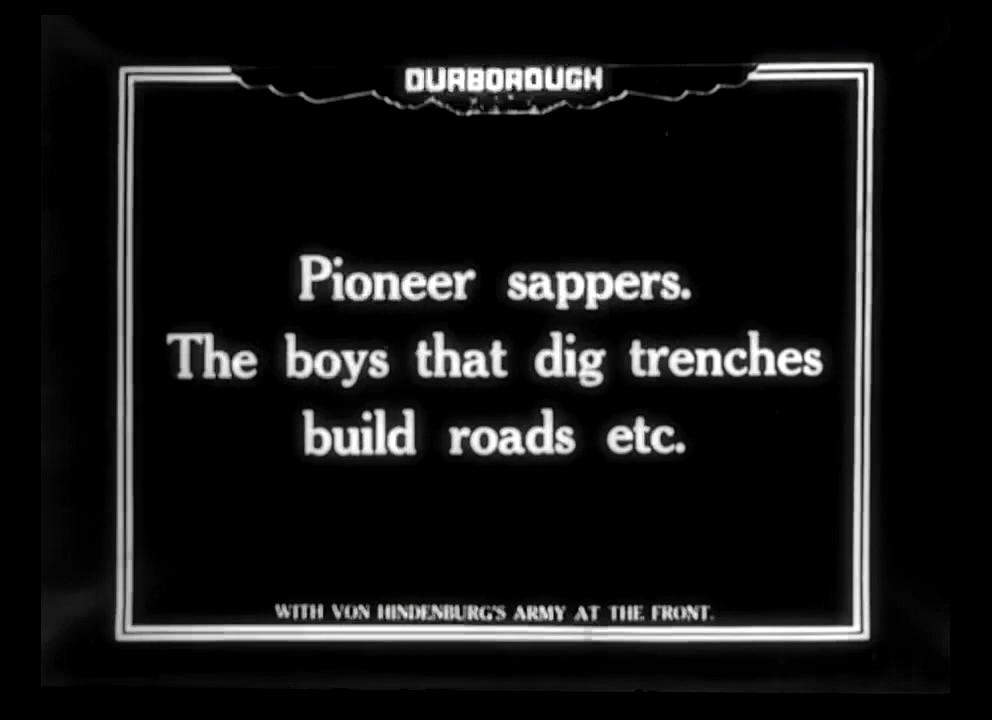 DURBOROUGH
Pioneer sappers.
The boys that dig trenches
build roads etc.
WITH VON HINDENBURG'S ARMY AT THE FRONT.